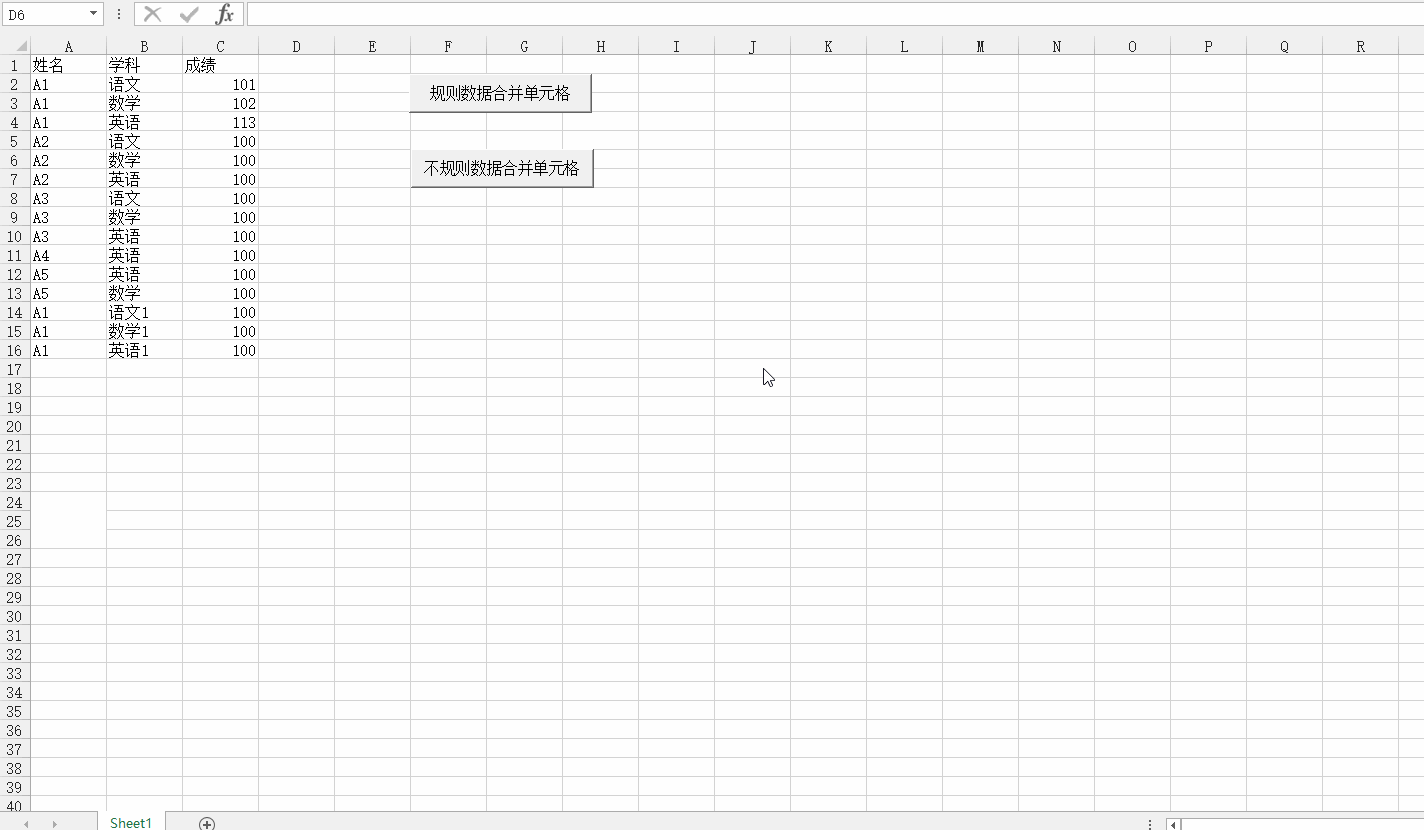 D6 fx
A B C D E F G H I J K L M N O P Q R
1 姓名 学科 成绩
2 A1 语文 101
规则数据合并单元格
3 A1 数学 102
4 A1 英语 113
5 A2 语文 100
6 A2 数学 100
不规则数据合并单元格
7 A2 英语 100
8 A3 语文 100
9 A3 数学 100
10 A3 英语 100
11 A4 英语 100
12 A5 英语 100
13 A5 数学 100
14 A1 语文1 100
15 A1 数学1 100
16 A1 英语1 100
17
18
19
20
21
22
23
24
25
26
27
28
29
30
31
32
33
34
35
36
37
38
39
40
Sheet1